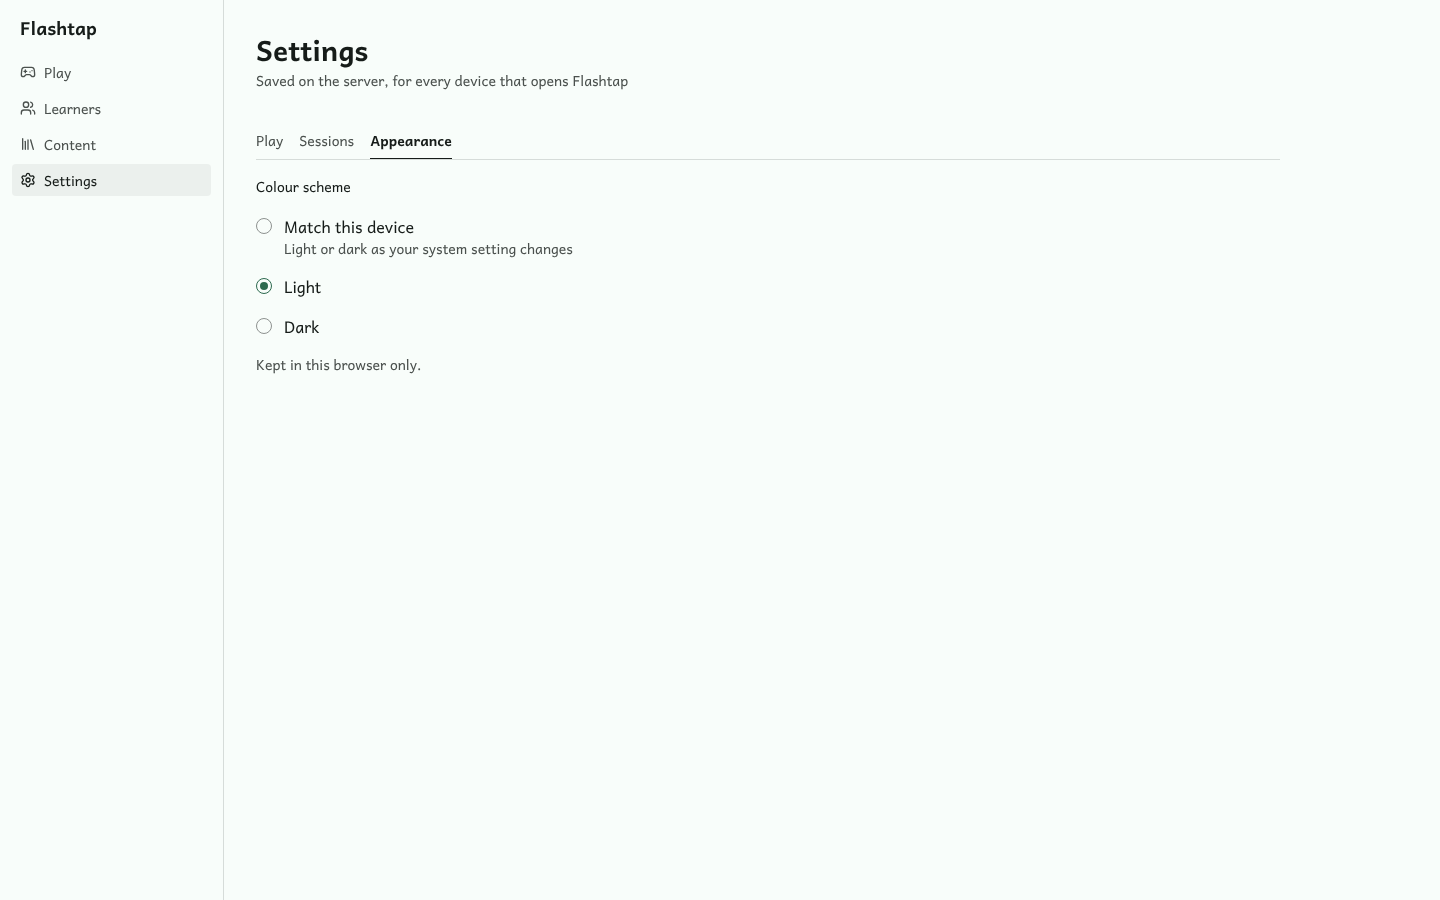 Flashtap
Play
Learners
Content
Settings
Settings
Saved on the server, for every device that opens Flashtap
Play Sessions Appearance
Colour scheme
Match this device
Light or dark as your system setting changes
Light
Dark
Kept in this browser only.